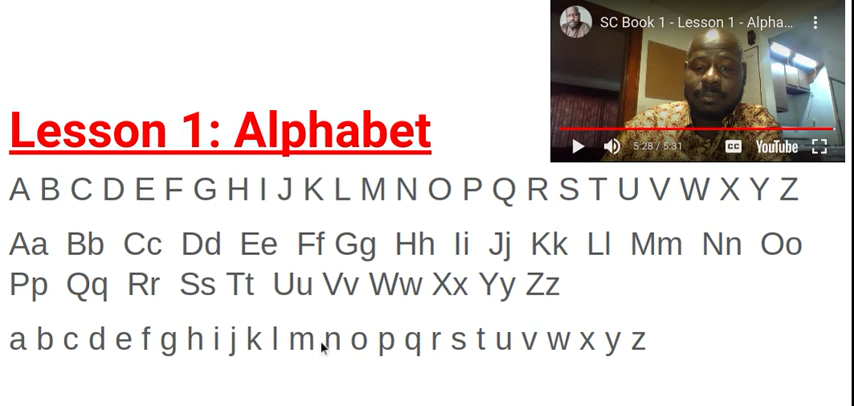 SC Book 1 - Lesson 1 - Alpha...
Lesson 1: Alphabet
5:28 / 5:31
CC
YouTube
A B C D E F G H I J K L M N O P Q R S T U V W X Y Z
Aa Bb Cc Dd Ee Ff Gg Hh Ii Jj Kk Ll Mm Nn Oo
Pp Qq Rr Ss Tt Uu Vv Ww Xx Yy Zz
a b c d e f g h i j k l m n o p q r s t u v w x y z